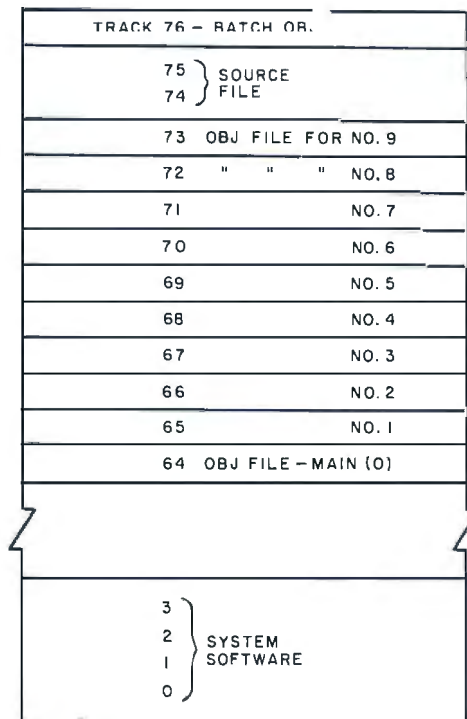 TRACK 76 – BATCH OB.
75 SOURCE
74 FILE
73 OBJ FILE FOR NO. 9
72 " " " NO. 8
71 NO. 7
70 NO. 6
69 NO. 5
68 NO. 4
67 NO. 3
66 NO. 2
65 NO. 1
64 OBJ FILE – MAIN (0)
3
2 SYSTEM
1 SOFTWARE
0